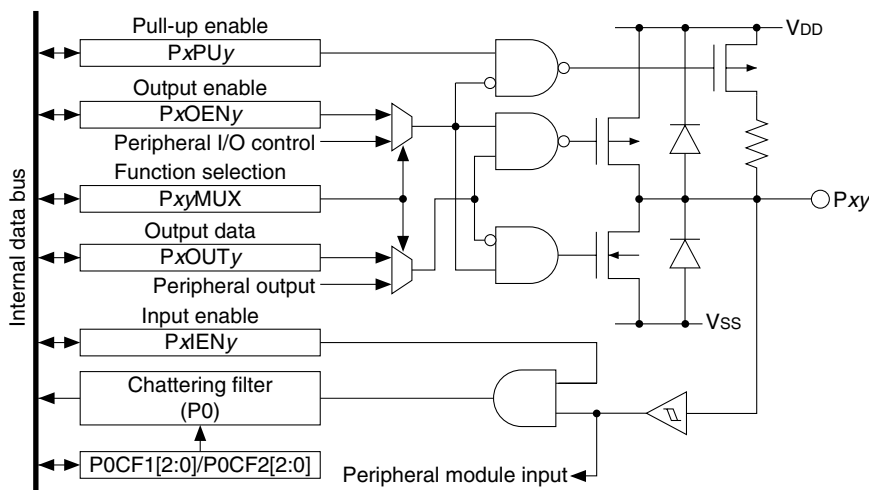 Pull-up enable
PxPUy
Output enable
PxOENy
Peripheral I/O control
Function selection
PxyMUX
Output data
PxOUTy
Peripheral output
Input enable
PxIENy
Chattering filter
(P0)
P0CF1[2:0]/P0CF2[2:0]
Internal data bus
VDD
Pxy
VSS
Peripheral module input